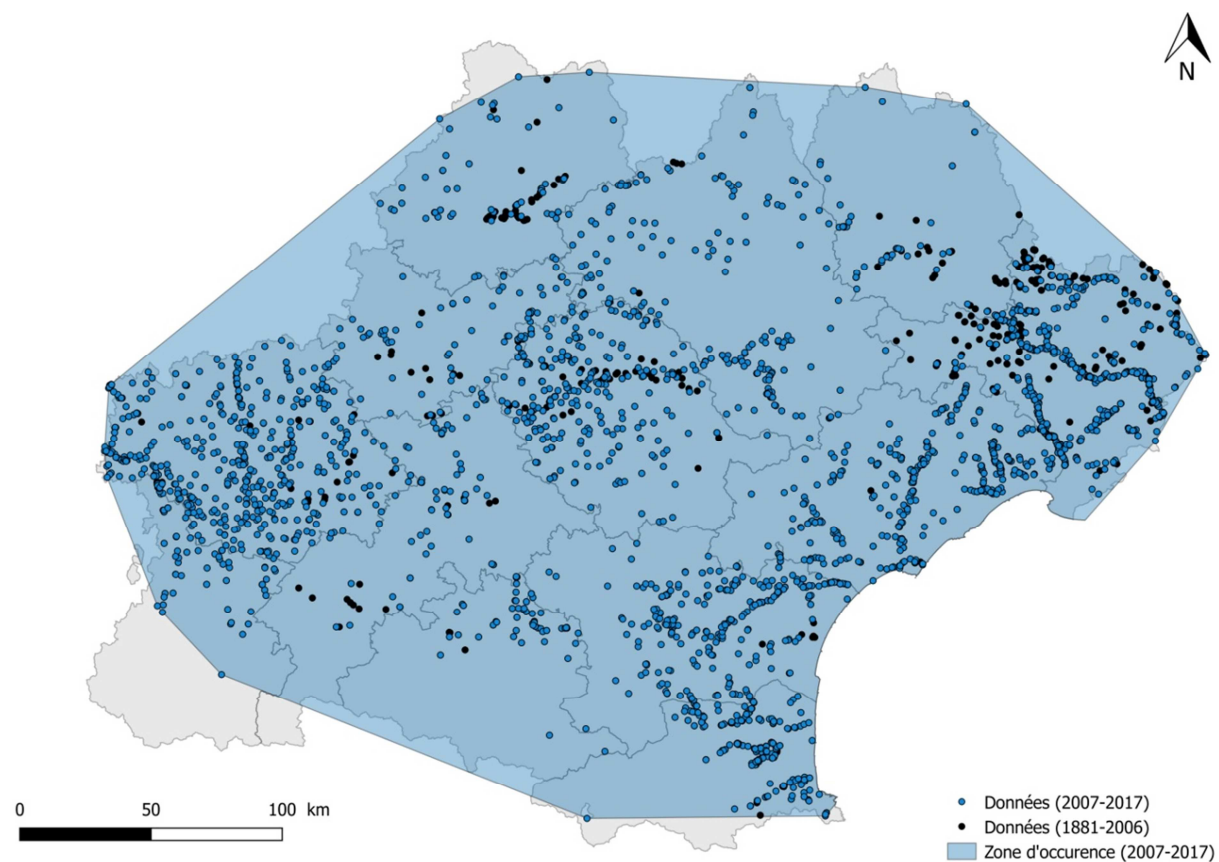 N
0 50 100 km
Données (2007-2017)
Données (1881-2006)
Zone d'occurence (2007-2017)